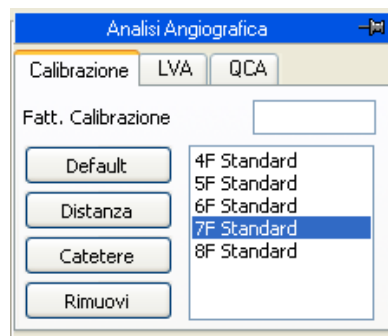 Analisi Angiografica
Calibrazione LVA QCA
Fatt. Calibrazione
Default
Distanza
Catetere
Rimuovi
4F Standard
5F Standard
6F Standard
7F Standard
8F Standard